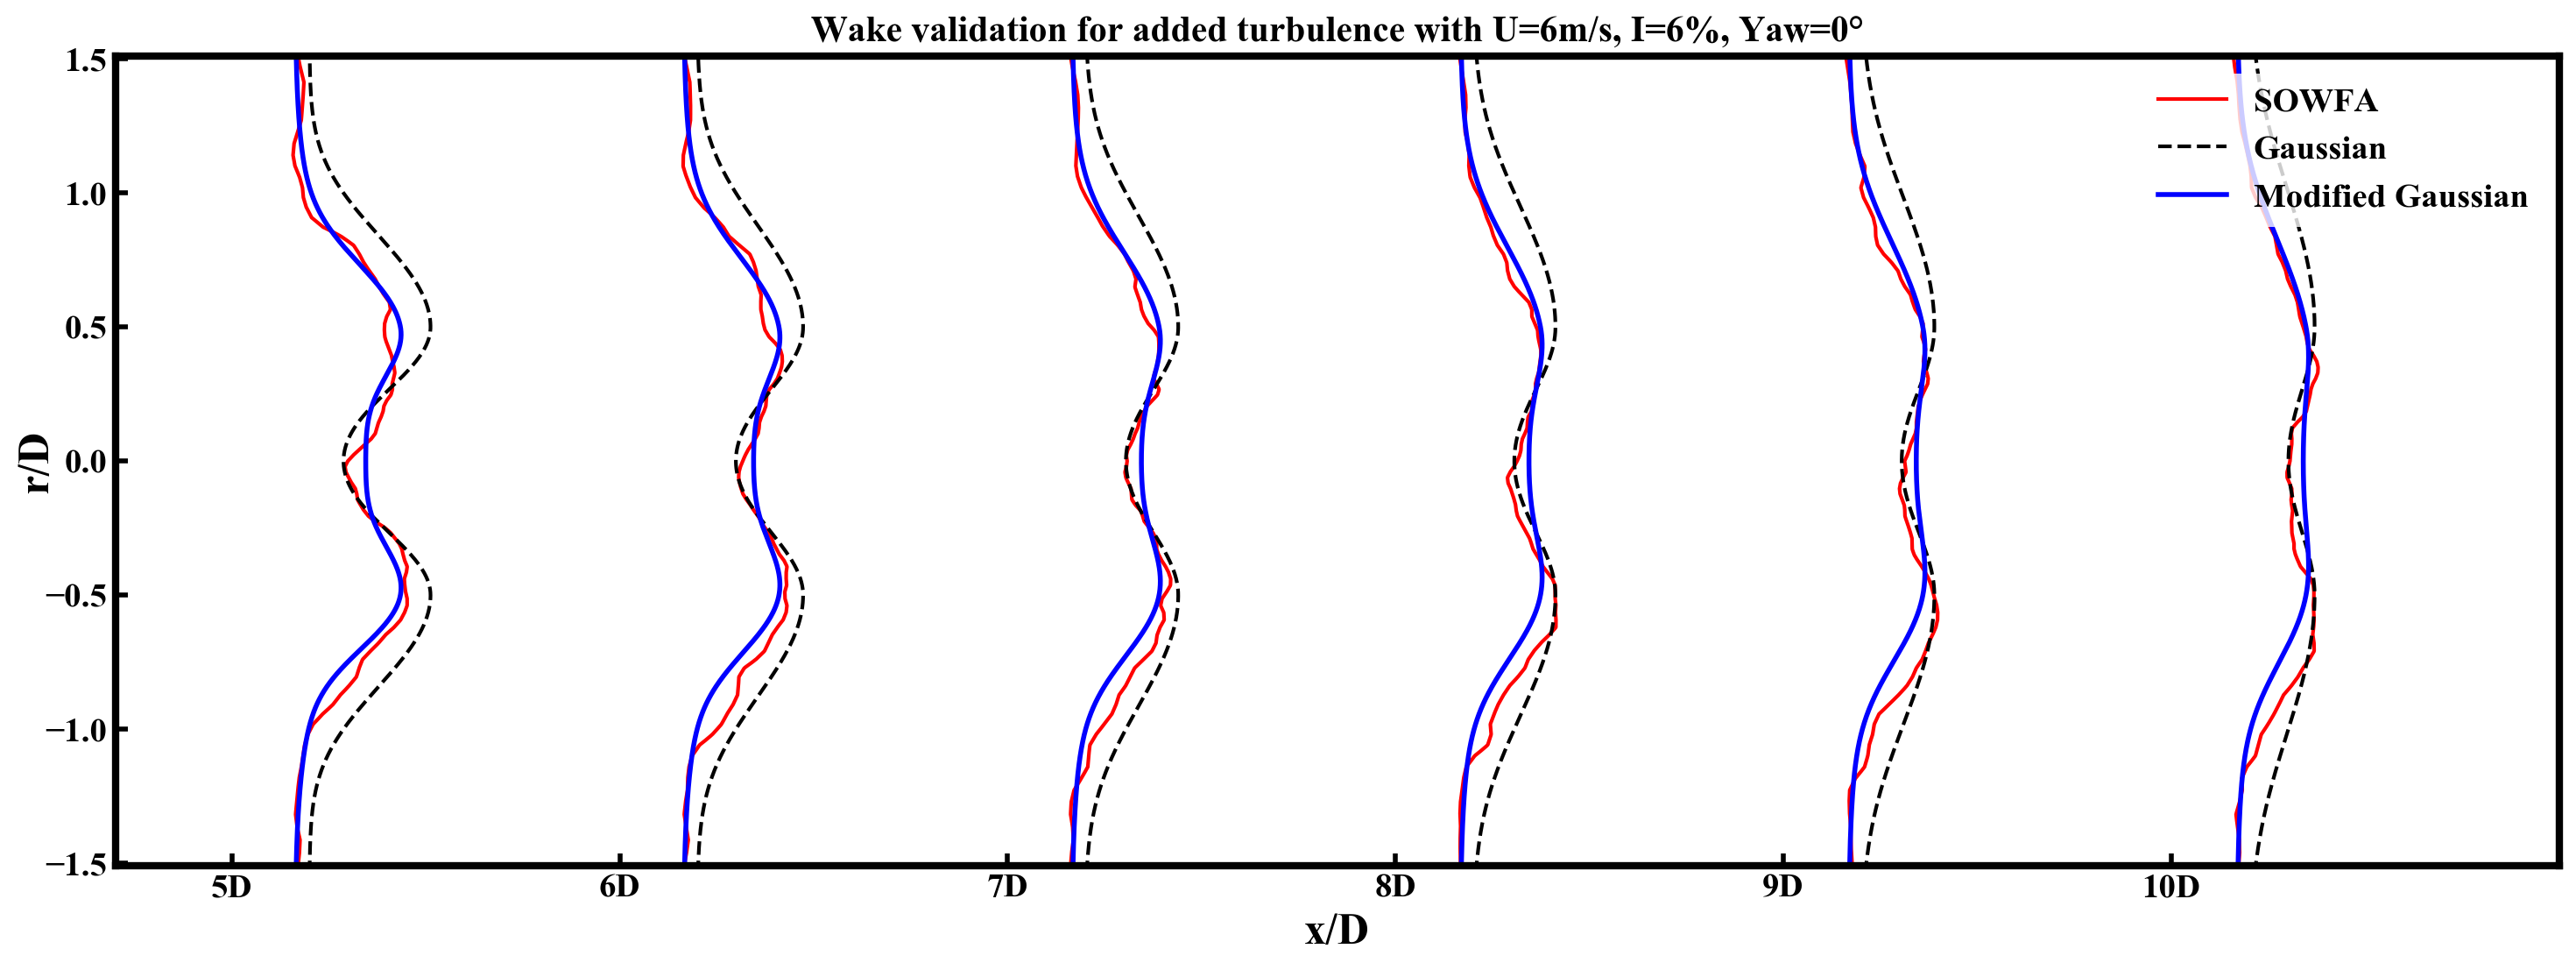 Wake validation for added turbulence with U=6m/s, I=6%, Yaw=0°
1.5
1.0
0.5
0.0
−0.5
−1.0
−1.5
r/D
SOWFA
Gaussian
Modified Gaussian
5D 6D 7D 8D 9D 10D
x/D